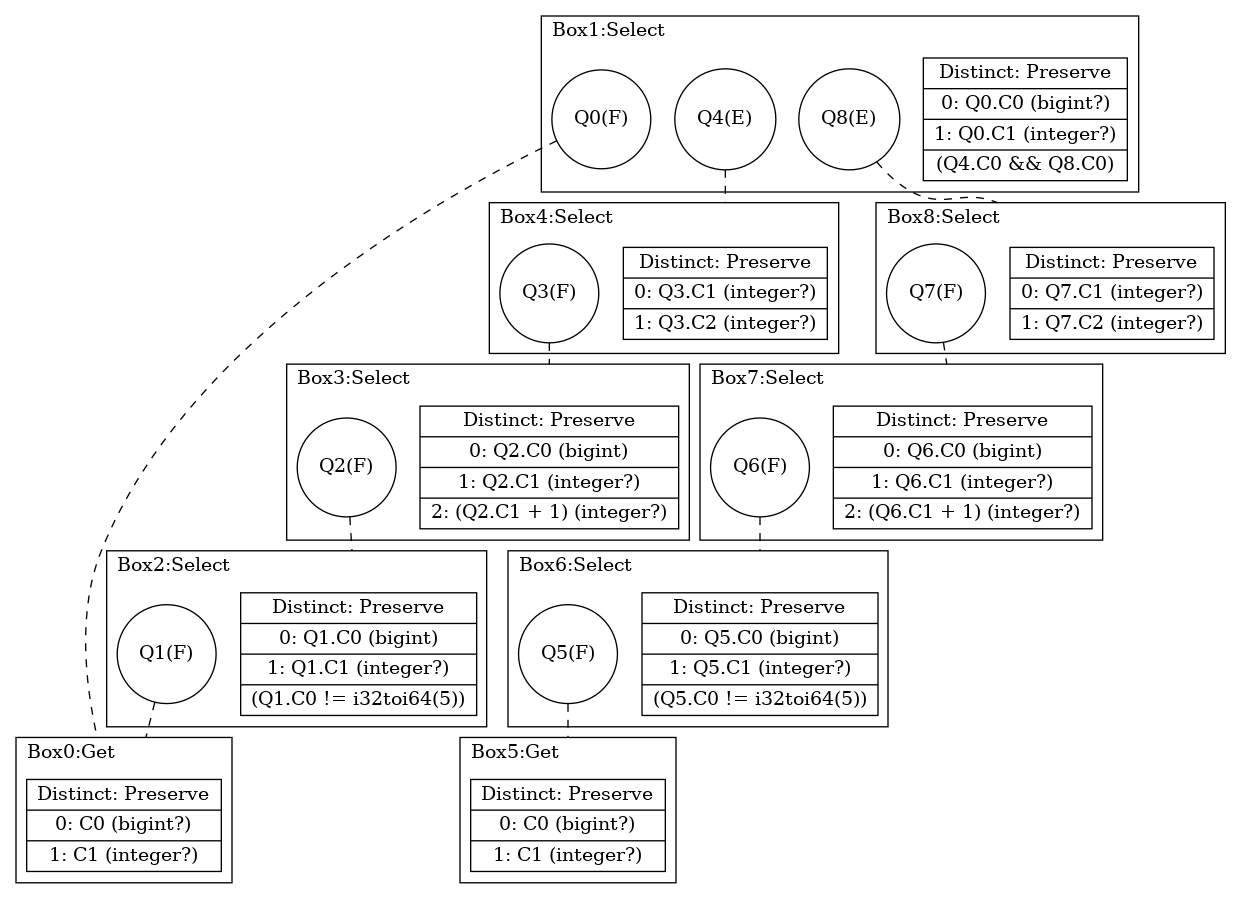 Box1:Select
Q0(F)
Q4(E)
Q8(E)
Distinct: Preserve
0: Q0.C0 (bigint?)
1: Q0.C1 (integer?)
(Q4.C0 && Q8.C0)
Box4:Select
Q3(F)
Distinct: Preserve
0: Q3.C1 (integer?)
1: Q3.C2 (integer?)
Box8:Select
Q7(F)
Distinct: Preserve
0: Q7.C1 (integer?)
1: Q7.C2 (integer?)
Box3:Select
Q2(F)
Distinct: Preserve
0: Q2.C0 (bigint)
1: Q2.C1 (integer?)
2: (Q2.C1 + 1) (integer?)
Box7:Select
Q6(F)
Distinct: Preserve
0: Q6.C0 (bigint)
1: Q6.C1 (integer?)
2: (Q6.C1 + 1) (integer?)
Box2:Select
Q1(F)
Distinct: Preserve
0: Q1.C0 (bigint)
1: Q1.C1 (integer?)
(Q1.C0 != i32toi64(5))
Box6:Select
Q5(F)
Distinct: Preserve
0: Q5.C0 (bigint)
1: Q5.C1 (integer?)
(Q5.C0 != i32toi64(5))
Box0:Get
Distinct: Preserve
0: C0 (bigint?)
1: C1 (integer?)
Box5:Get
Distinct: Preserve
0: C0 (bigint?)
1: C1 (integer?)